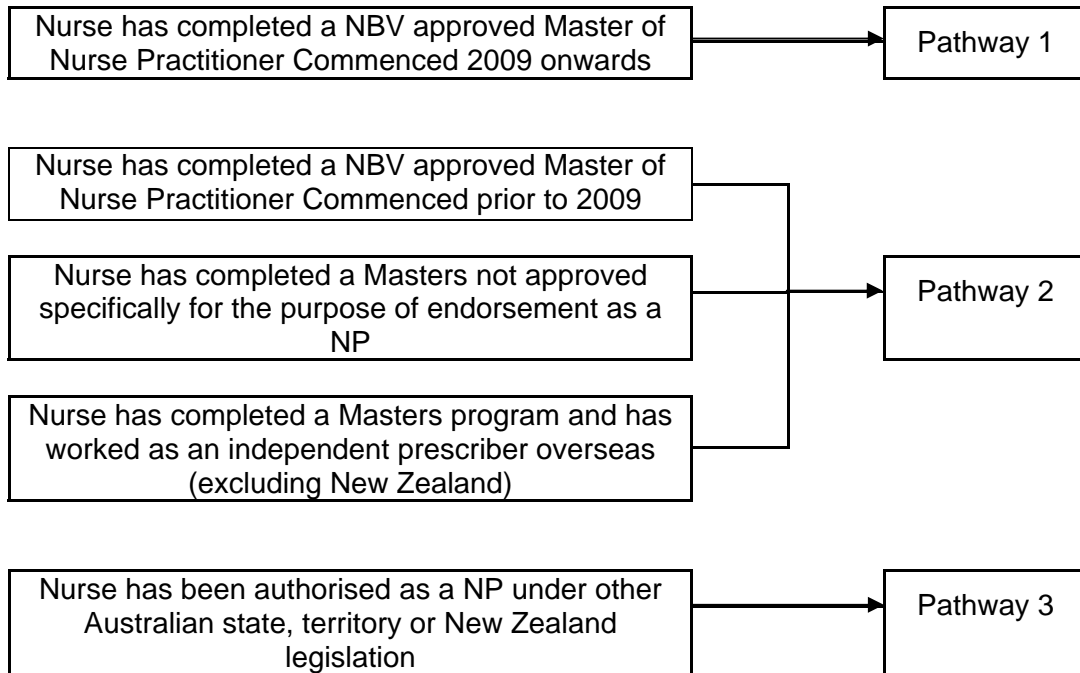 Nurse has completed a NBV approved Master of
Nurse Practitioner Commenced 2009 onwards
Pathway 1
Nurse has completed a NBV approved Master of
Nurse Practitioner Commenced prior to 2009
Nurse has completed a Masters not approved
specifically for the purpose of endorsement as a
NP
Pathway 2
Nurse has completed a Masters program and has
worked as an independent prescriber overseas
(excluding New Zealand)
Nurse has been authorised as a NP under other
Australian state, territory or New Zealand
legislation
Pathway 3